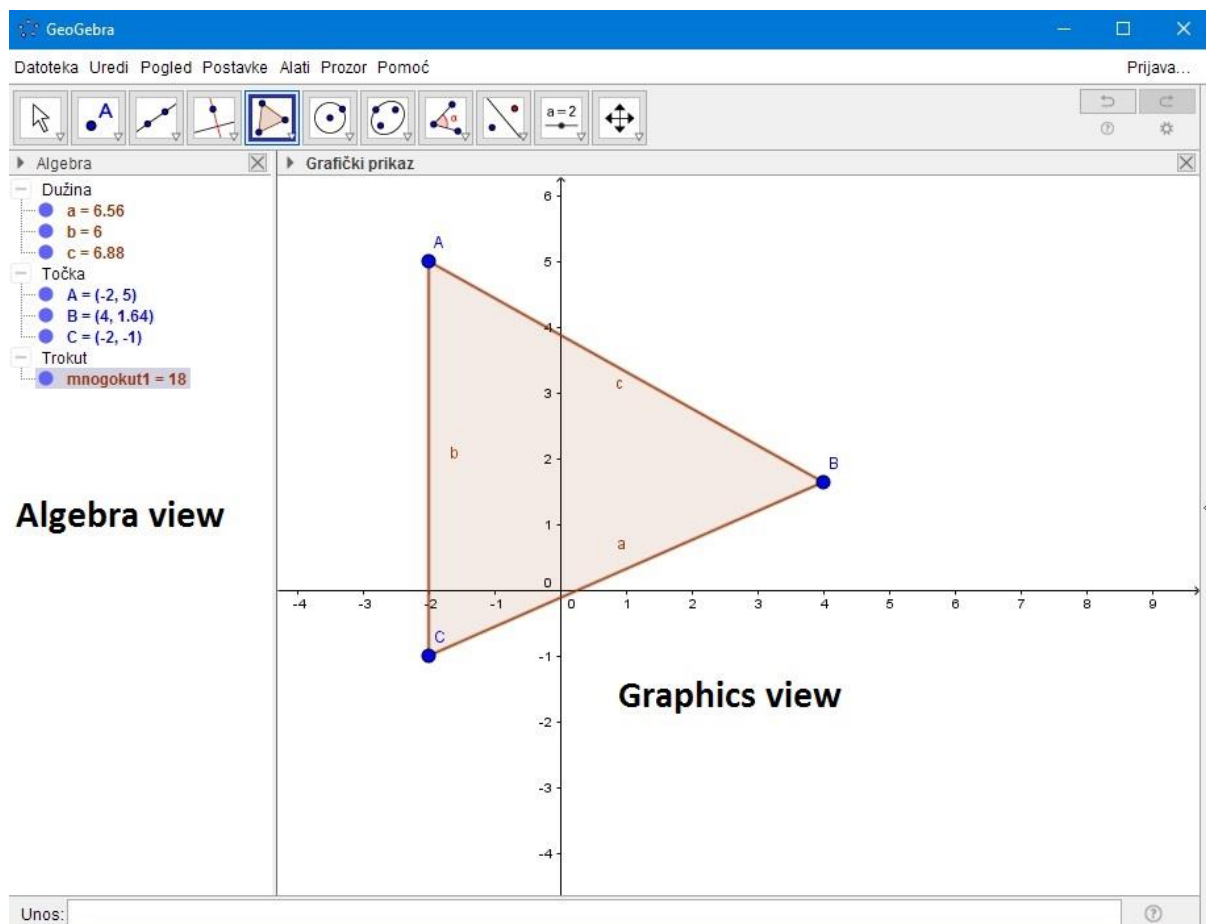 GeoGebra
Datoteka Uredi Pogled Postavke Alati Prozor Pomoć Prijava...
A α a=2
Algebra Grafički prikaz
Dužina
a = 6.56
b = 6
c = 6.88
Točka
A = (-2, 5)
B = (4, 1.64)
C = (-2, -1)
Trokut
mnogokut1 = 18
Algebra view
6
A
5
4
c
3
b
2
B
1
a
0
-4 -3 -2 -1 0 1 2 3 4 5 6 7 8 9
C
-1
Graphics view
-2
-3
-4
Unos: